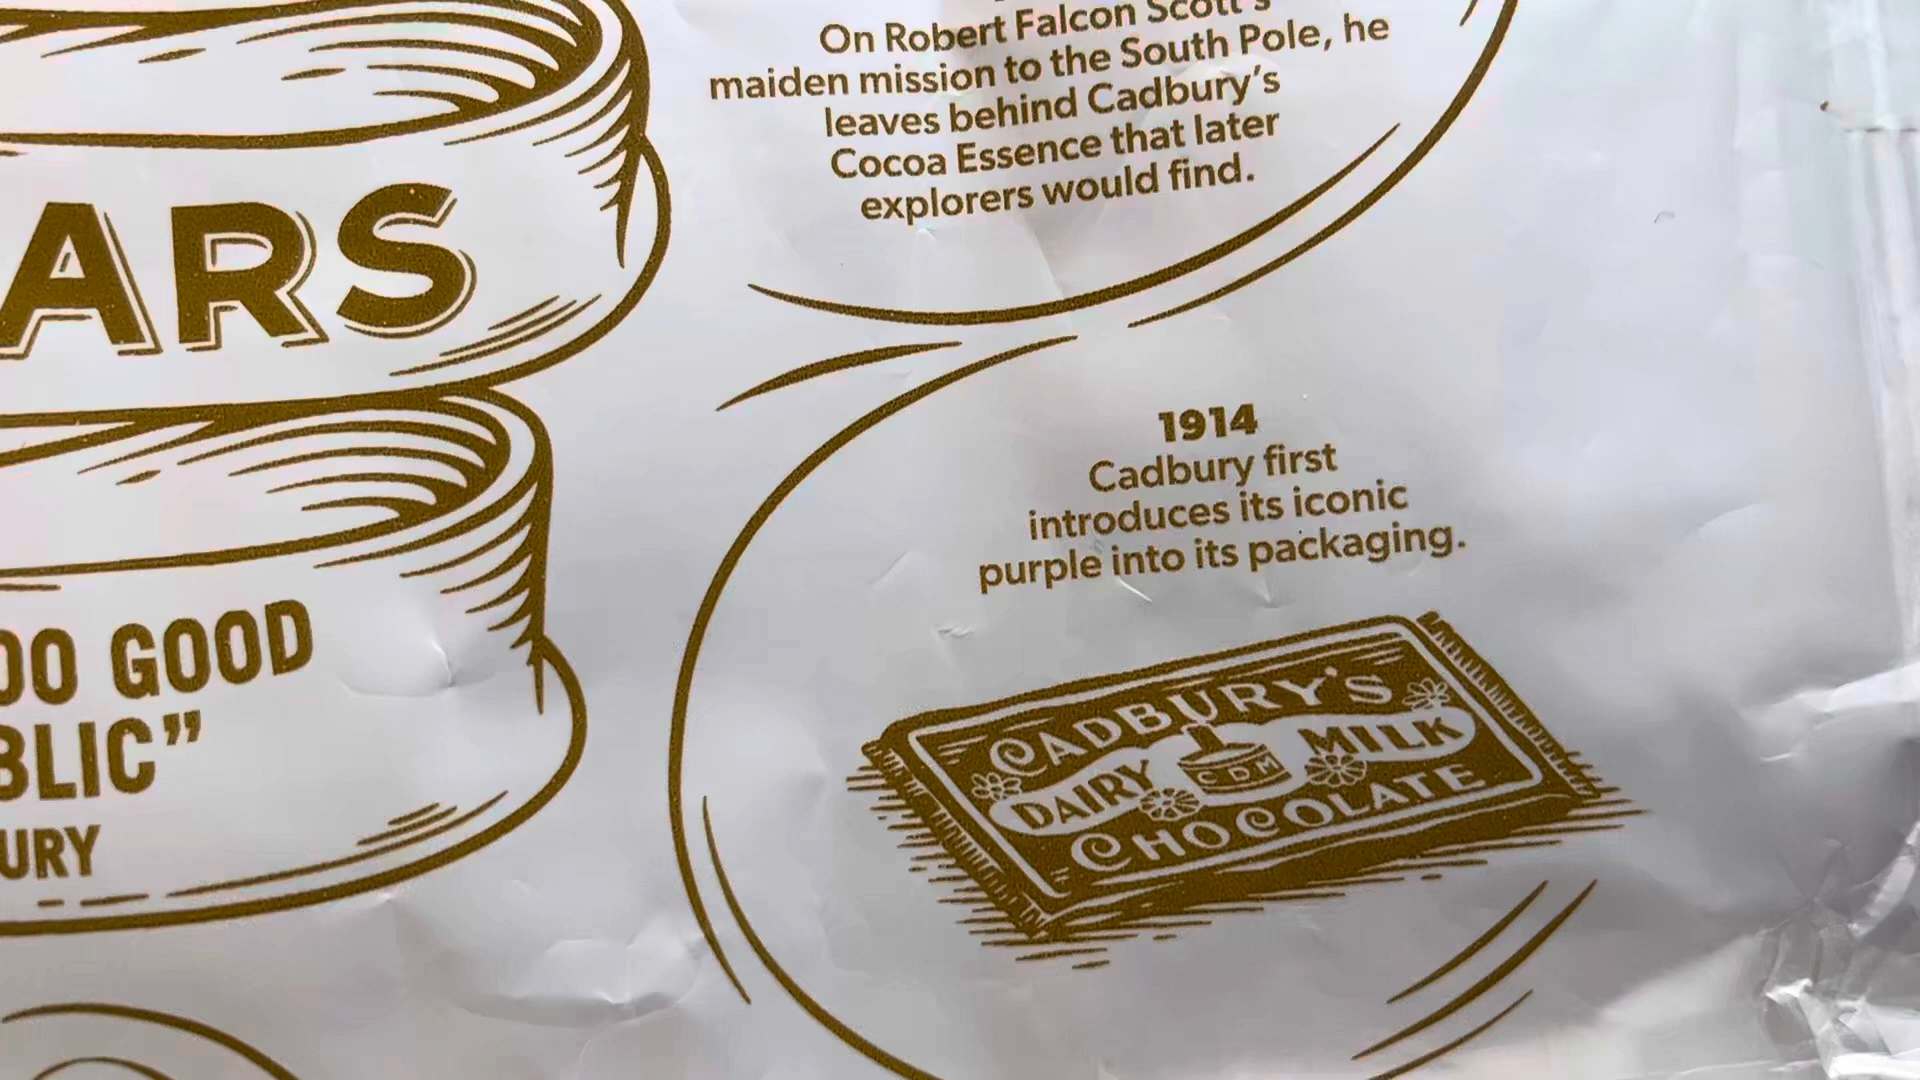 On Robert Falcon Scott's
maiden mission to the South Pole, he
leaves behind Cadbury's
Cocoa Essence that later
explorers would find.
ARS
1914
Cadbury first
introduces its iconic
purple into its packaging.
OO GOOD
BLIC”
URY
CADBURY'S
DAIRY CDM MILK
CHOCOLATE